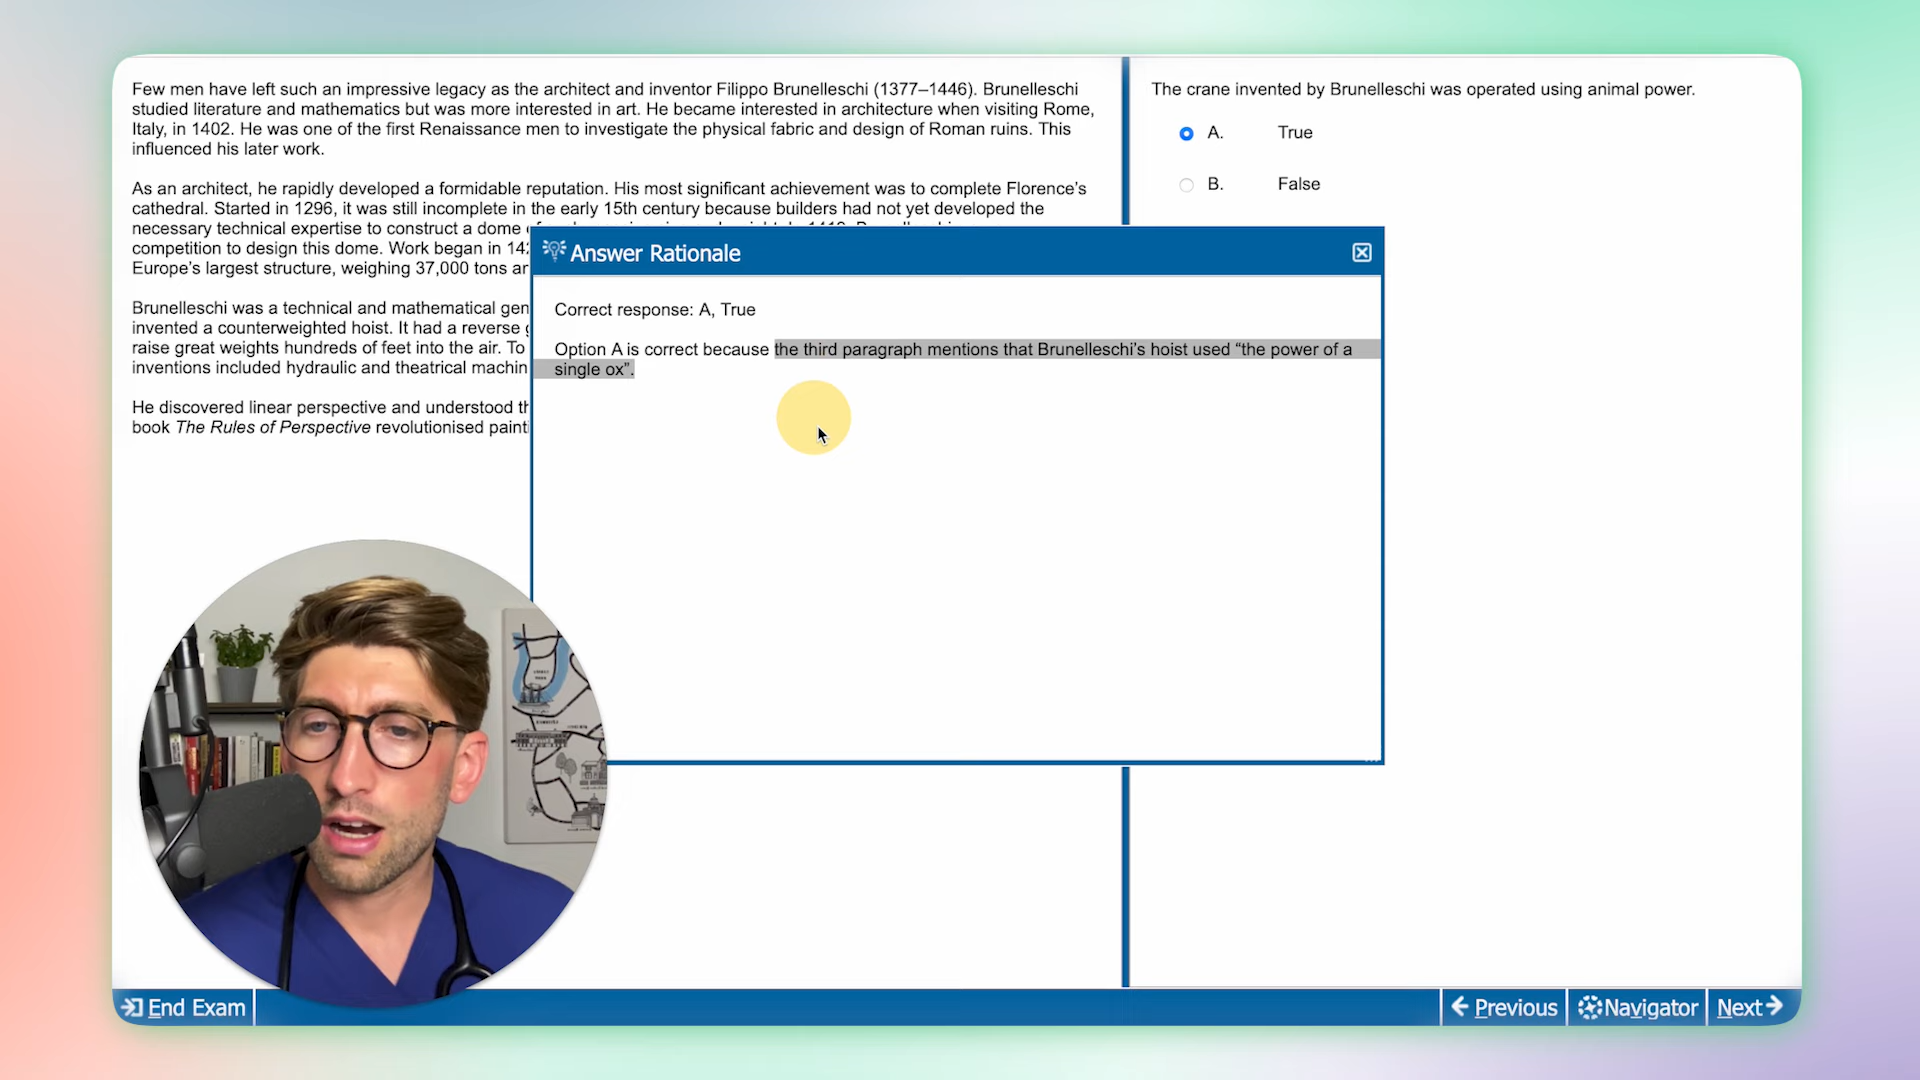 Few men have left such an impressive legacy as the architect and inventor Filippo Brunelleschi (1377–1446). Brunelleschi
studied literature and mathematics but was more interested in art. He became interested in architecture when visiting Rome,
Italy, in 1402. He was one of the first Renaissance men to investigate the physical fabric and design of Roman ruins. This
influenced his later work.
As an architect, he rapidly developed a formidable reputation. His most significant achievement was to complete Florence's
cathedral. Started in 1296, it was still incomplete in the early 15th century because builders had not yet developed the
necessary technical expertise to construct a dome
competition to design this dome. Work began in
Europe's largest structure, weighing 37,000 tons
Brunelleschi was a technical and mathematical
invented a counterweighted hoist. It had a reverse
raise great weights hundreds of feet into the air. To
inventions included hydraulic and theatrical
He discovered linear perspective and understood
book The Rules of Perspective revolutionised
The crane invented by Brunelleschi was operated using animal power.
A. True
B. False
Answer Rationale
Correct response: A, True
Option A is correct because the third paragraph mentions that Brunelleschi's hoist used “the power of a
single ox”.
End Exam
Previous
Navigator
Next